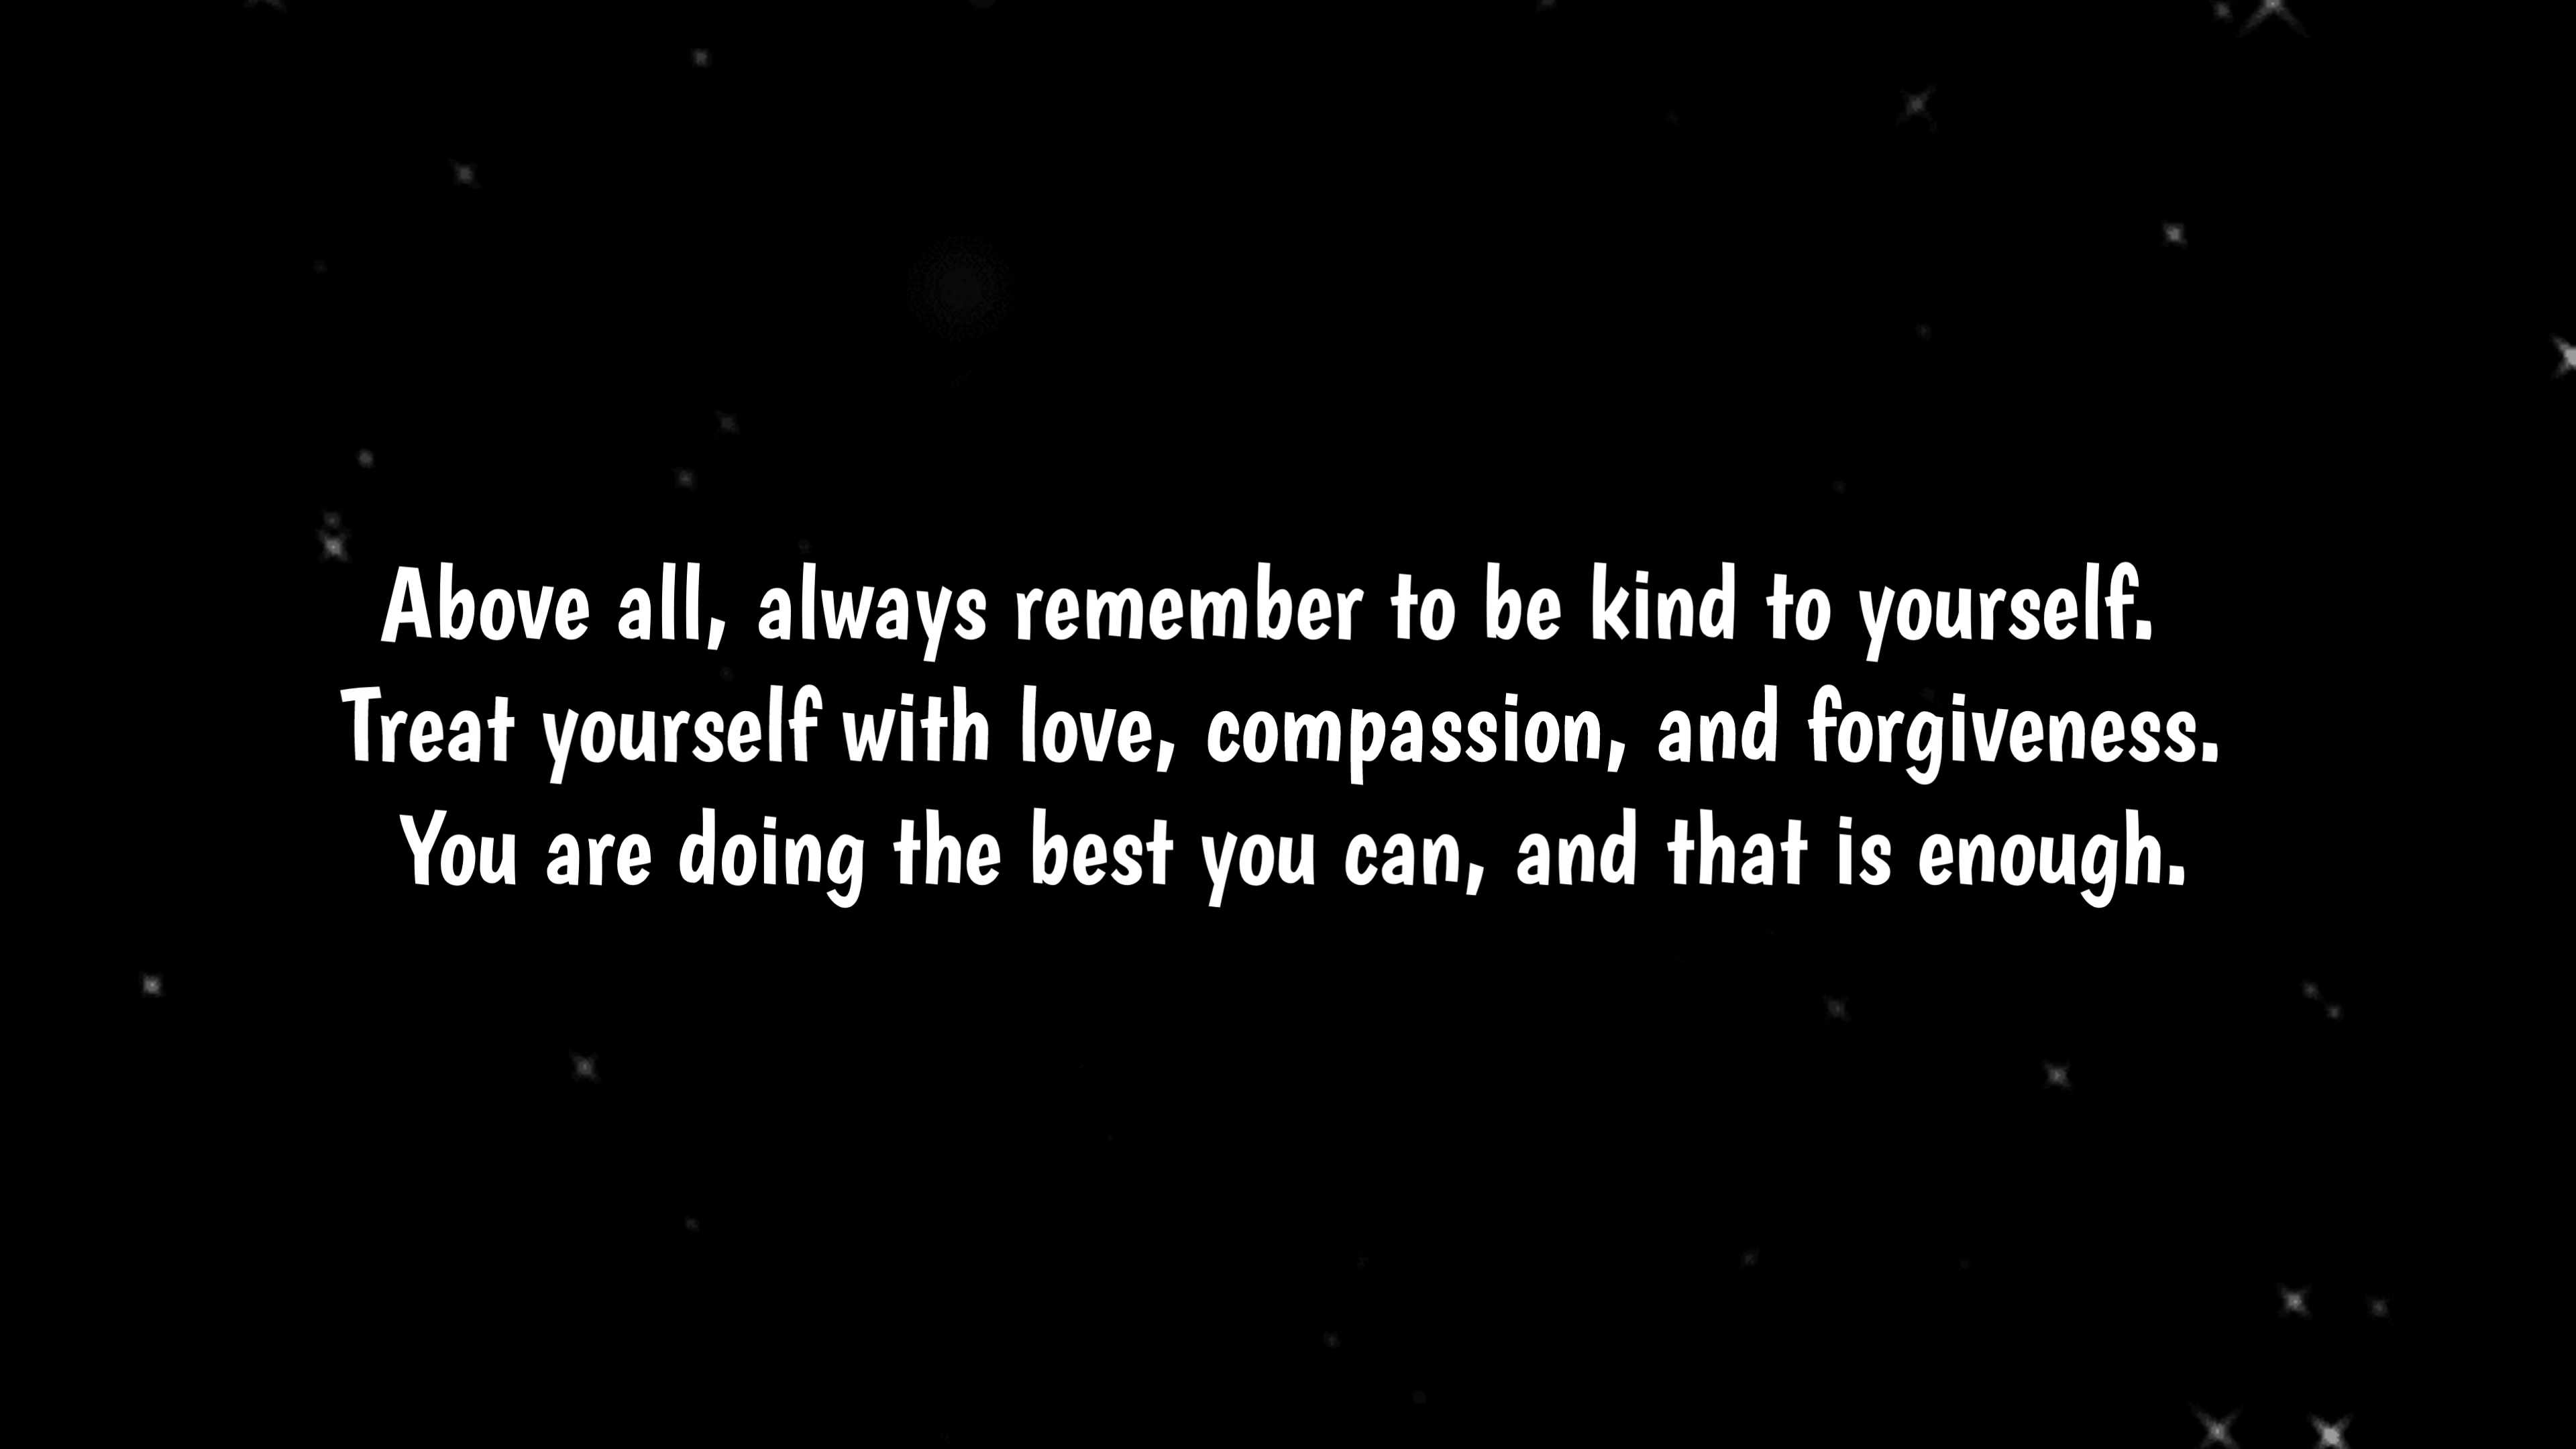 Above all, always remember to be kind to yourself.
Treat yourself with love, compassion, and forgiveness.
You are doing the best you can, and that is enough.